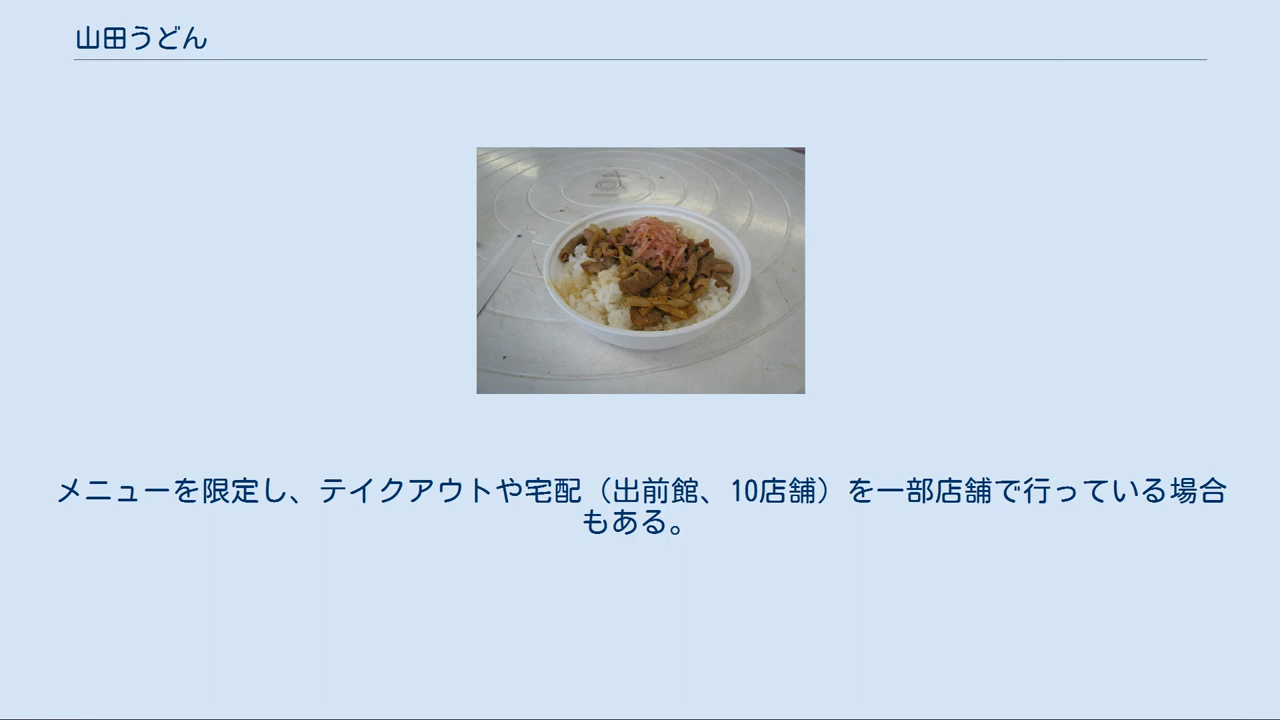 山田うどん
メニューを限定し、テイクアウトや宅配（出前館、10店舗）を一部店舗で行っている場合
もある。